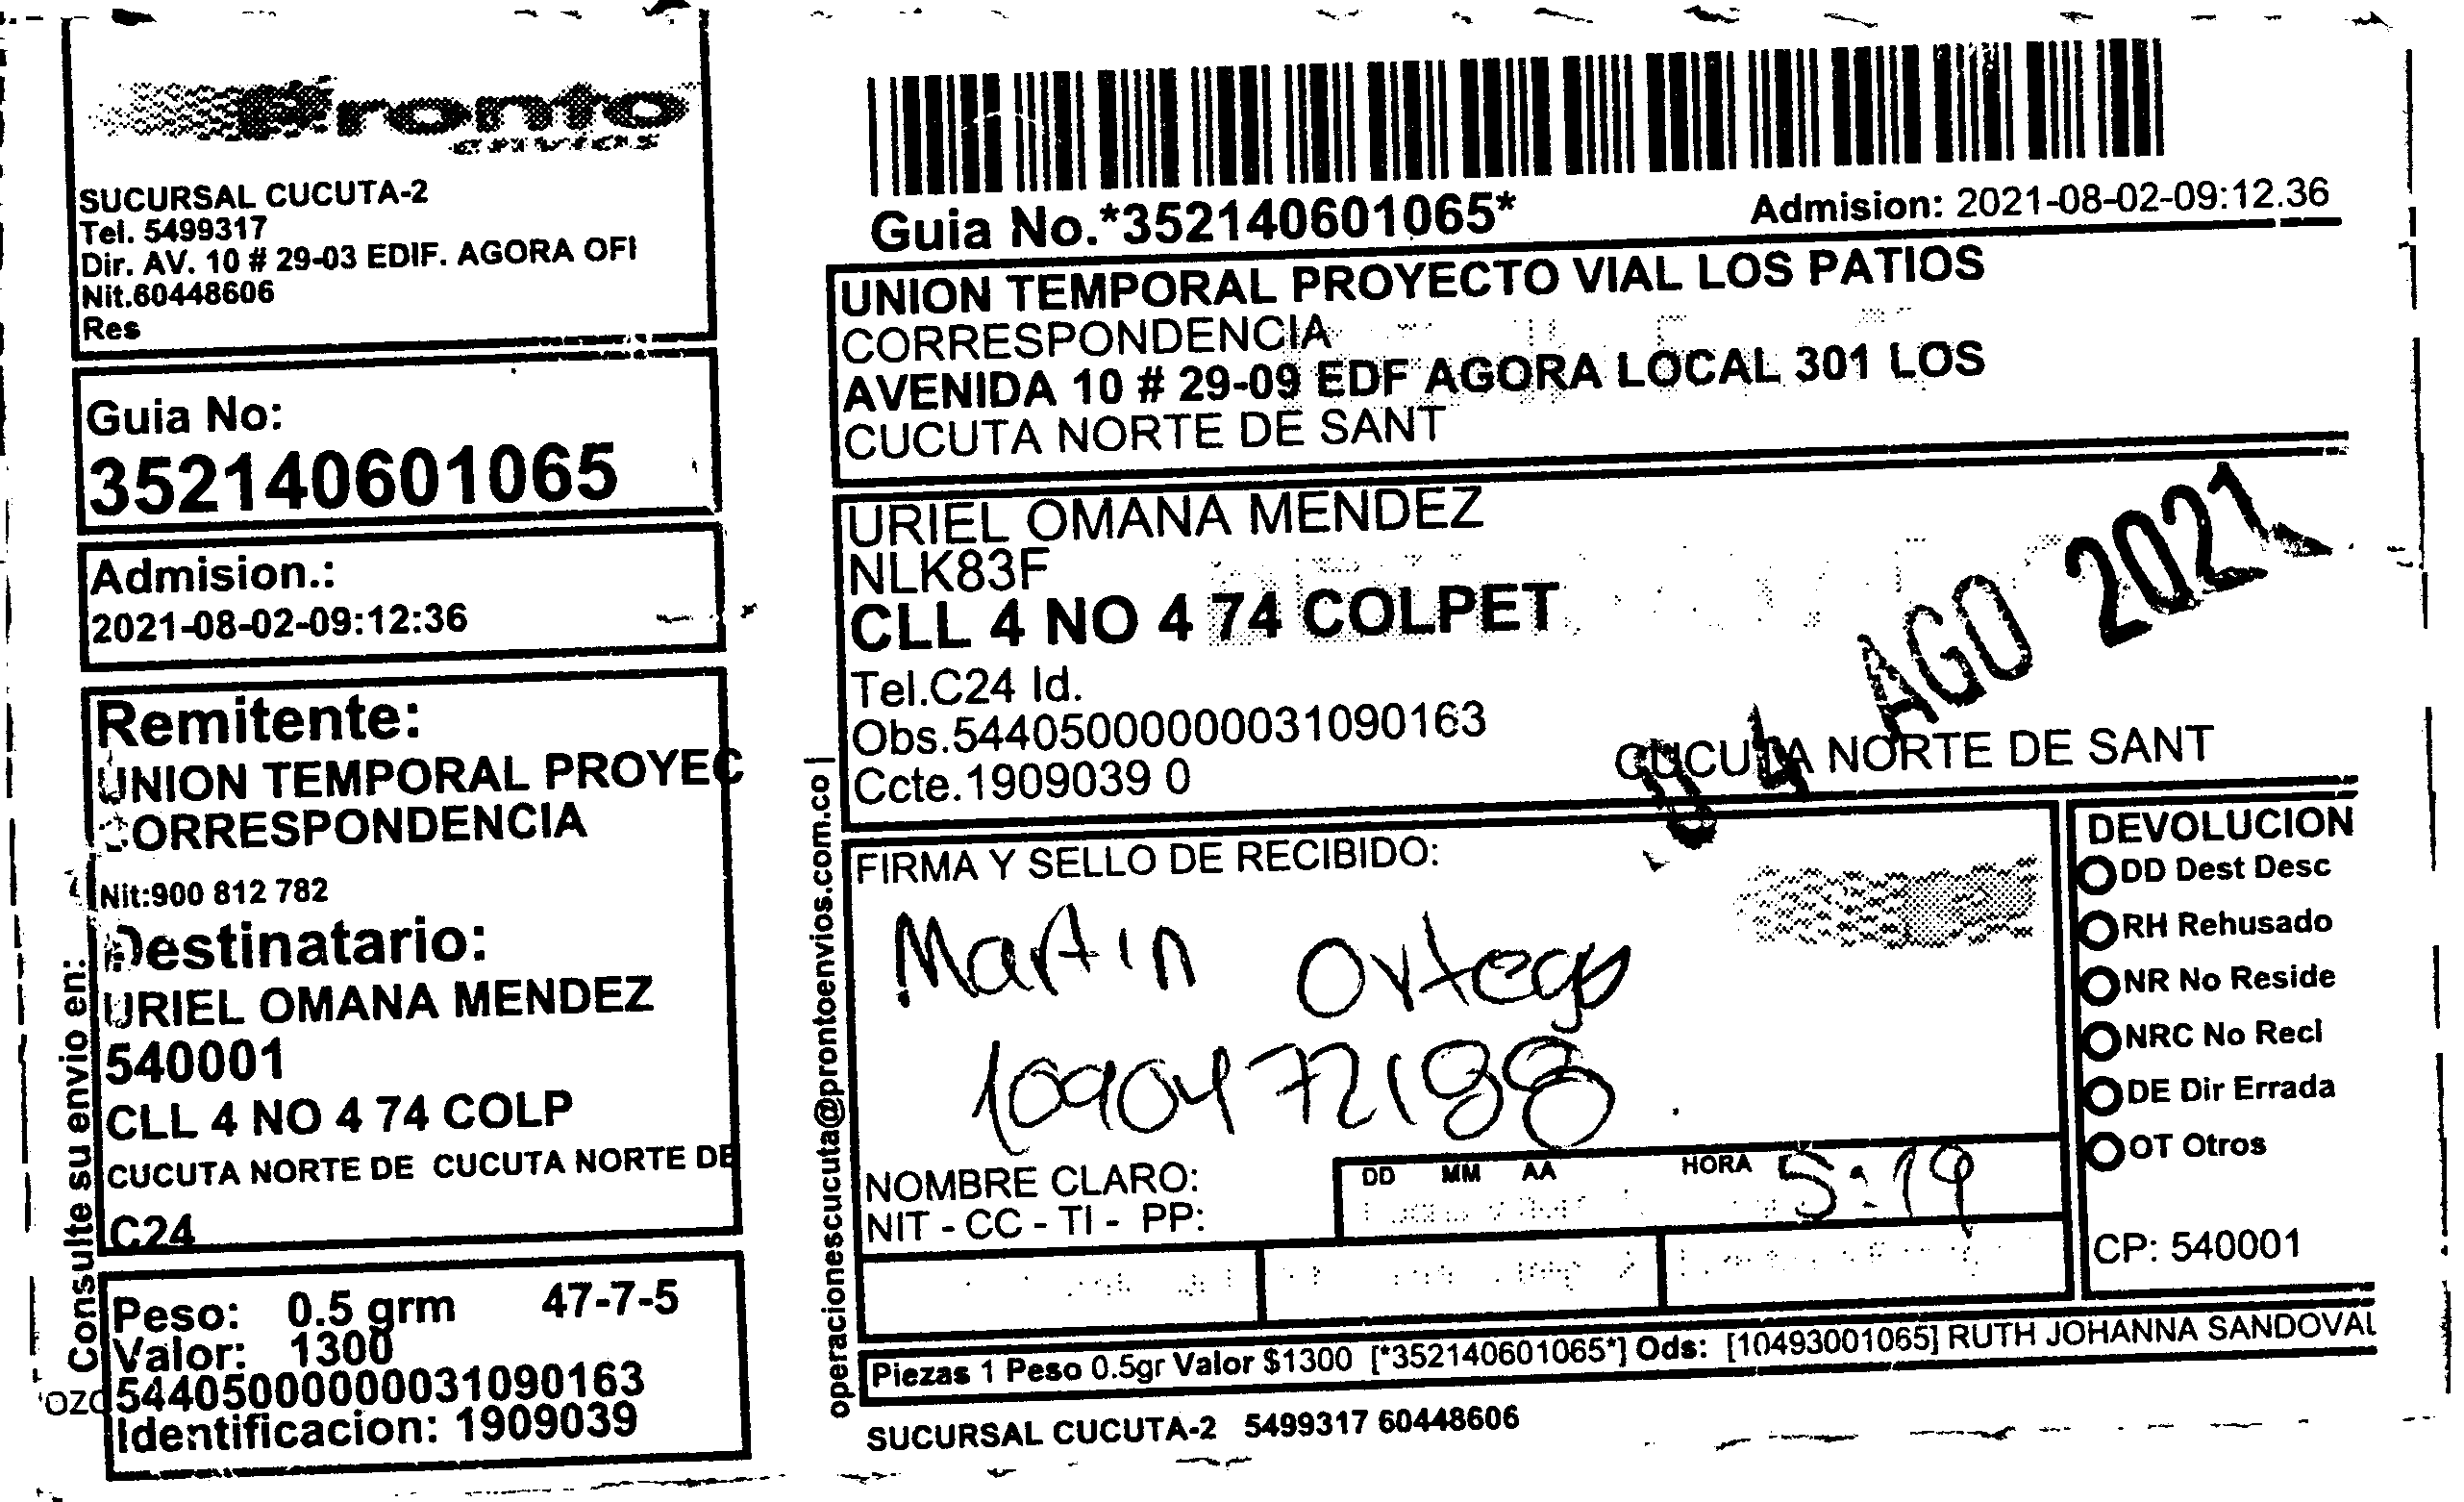 Pronto
envios
SUCURSAL CUCUTA-2
Tel. 5499317
Dir. AV. 10 # 29-03 EDIF. AGORA OFI
Nit.60448606
Res
Guia No:
352140601065
Admision.:
2021-08-02-09:12:36
Remitente:
UNION TEMPORAL PROYEC
CORRESPONDENCIA
Nit:900 812 782
Destinatario:
URIEL OMANA MENDEZ
540001
CLL 4 NO 4 74 COLP
CUCUTA NORTE DE CUCUTA NORTE DE
C24
Peso: 0.5 grm 47-7-5
Valor: 1300
544050000000031090163
Identificacion: 1909039
Consulte su envio en:
operacionescucuta@prontoenvios.com.co |
Guia No.*352140601065* Admision: 2021-08-02-09:12.36
UNION TEMPORAL PROYECTO VIAL LOS PATIOS
CORRESPONDENCIA
AVENIDA 10 # 29-09 EDF AGORA LOCAL 301 LOS
CUCUTA NORTE DE SANT
URIEL OMANA MENDEZ
NLK83F
CLL 4 NO 4 74 COLPET
Tel.C24 Id.
Obs.544050000000031090163
Ccte.1909039 0
CUCUTA NORTE DE SANT
04 AGO 2021
FIRMA Y SELLO DE RECIBIDO:
Martin Ortega
1090472188
NOMBRE CLARO:
NIT - CC - TI - PP:
DD MM AA HORA 5:19
DEVOLUCION
DD Dest Desc
RH Rehusado
NR No Reside
NRC No Recl
DE Dir Errada
OT Otros
CP: 540001
Piezas 1 Peso 0.5gr Valor $1300 [*352140601065*] Ods: [10493001065] RUTH JOHANNA SANDOVAL
SUCURSAL CUCUTA-2 5499317 60448606